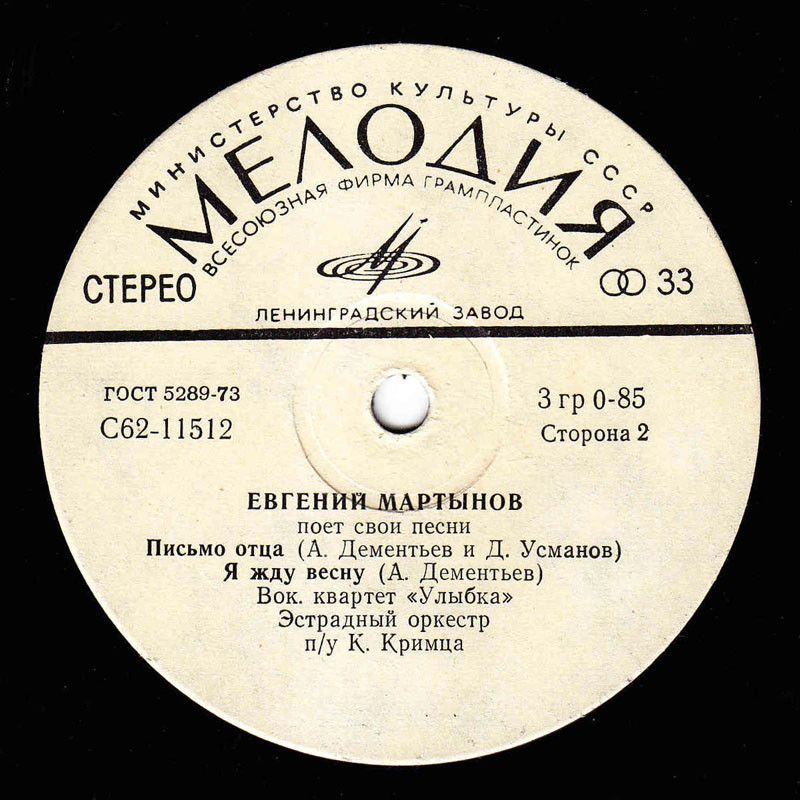 МИНИСТЕРСТВО КУЛЬТУРЫ СССР
МЕЛОДИЯ
ВСЕСОЮЗНАЯ ФИРМА ГРАМПЛАСТИНОК
СТЕРЕО
33
ЛЕНИНГРАДСКИЙ ЗАВОД
ГОСТ 5289-73
3 гр 0-85
С62-11512
Сторона 2
ЕВГЕНИЙ МАРТЫНОВ
поет свои песни
Письмо отца (А. Дементьев и Д. Усманов)
Я жду весну (А. Дементьев)
Вок. квартет «Улыбка»
Эстрадный оркестр
п/у К. Кримца